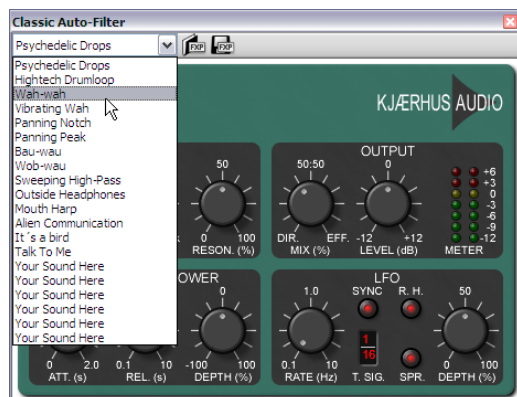 Classic Auto-Filter
Psychedelic Drops
FXP
FXP
Psychedelic Drops
Hightech Drumloop
Wah-wah
Vibrating Wah
Panning Notch
Panning Peak
Bau-wau
Wob-wau
Sweeping High-Pass
Outside Headphones
Mouth Harp
Alien Communication
It´s a bird
Talk To Me
Your Sound Here
Your Sound Here
Your Sound Here
Your Sound Here
Your Sound Here
Your Sound Here
KJÆRHUS AUDIO
50
0 100
RESON. (%)
OUTPUT
50:50
DIR. EFF.
MIX (%)
0
-12 +12
LEVEL (dB)
+6
+3
0
-3
-6
-9
-12
METER
OWER
0 2.0
ATT. (s)
0.1 10
REL. (s)
0
-100 100
DEPTH (%)
LFO
1.0
0.1 10
RATE (Hz)
SYNC
R. H.
1
16
T. SIG.
SPR.
50
0 100
DEPTH (%)